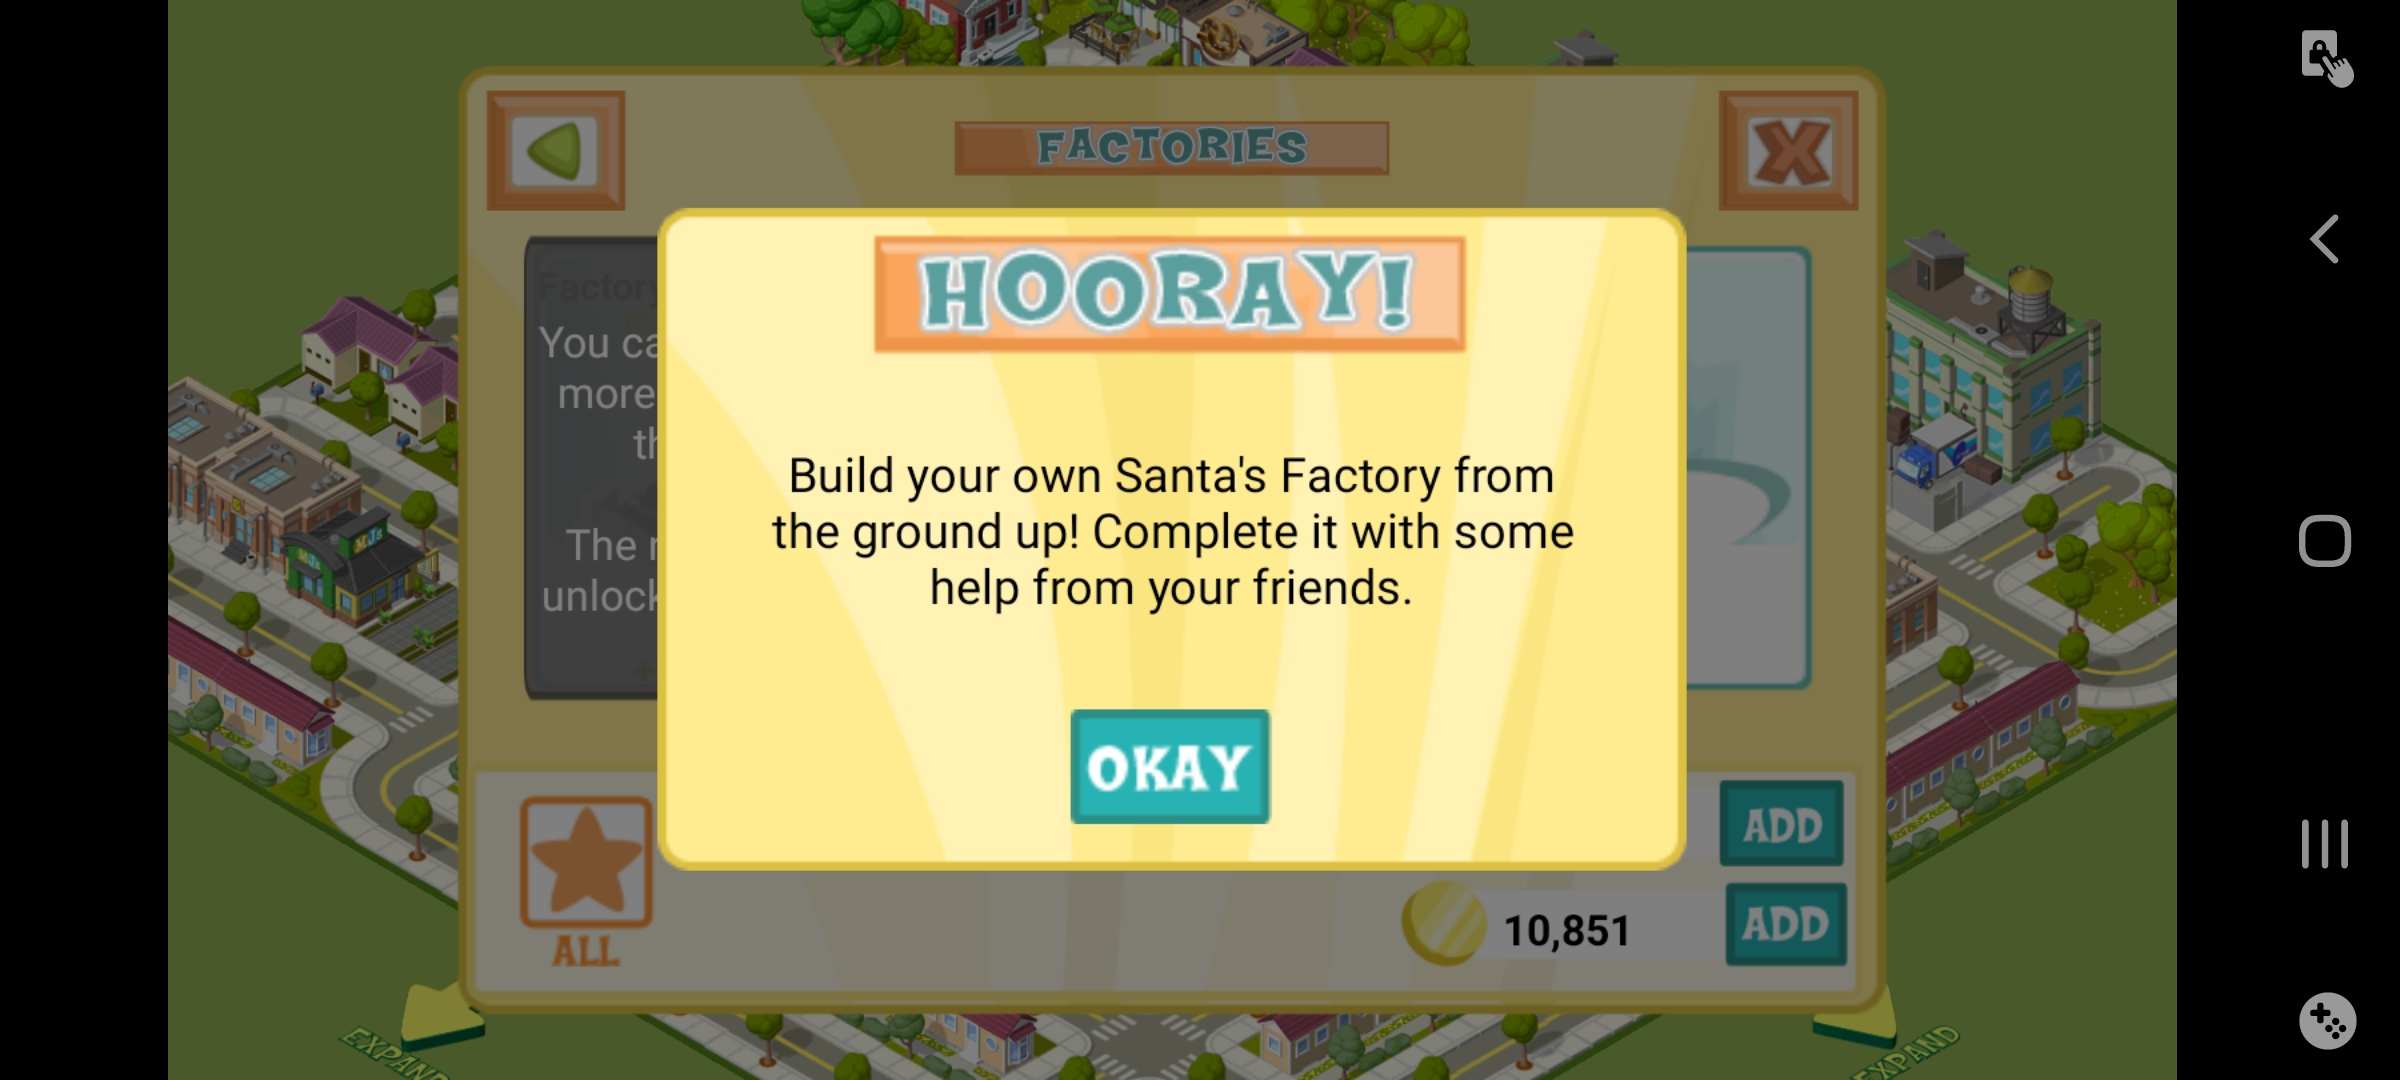 FACTORIES
HOORAY!
Factory
You ca
more
th
The
unlock
Build your own Santa's Factory from
the ground up! Complete it with some
help from your friends.
OKAY
ALL
ADD
10,851
ADD
EXPAND
EXPAND
MJs